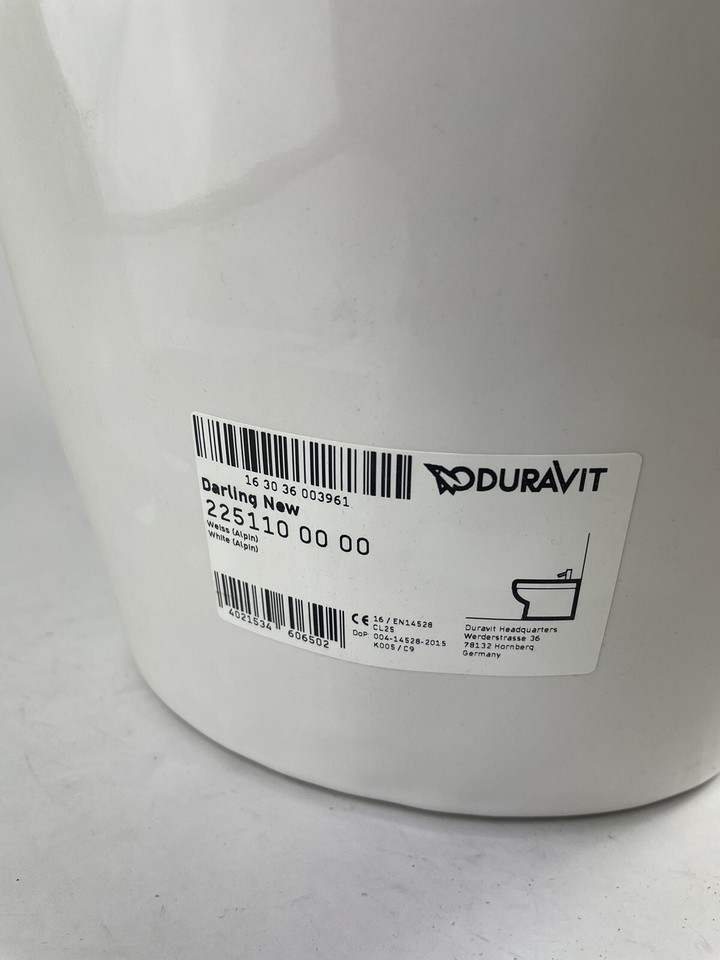 16 30 36 003961
DURAVIT
Darling New
225110 00 00
Weiss (Alpin)
White (Alpin)
4021534 606502
CE 16 / EN14528
CL25
DoP 004-14528-2015
K005 / C9
Duravit Headquarters
Werderstrasse 36
78132 Hornberg
Germany